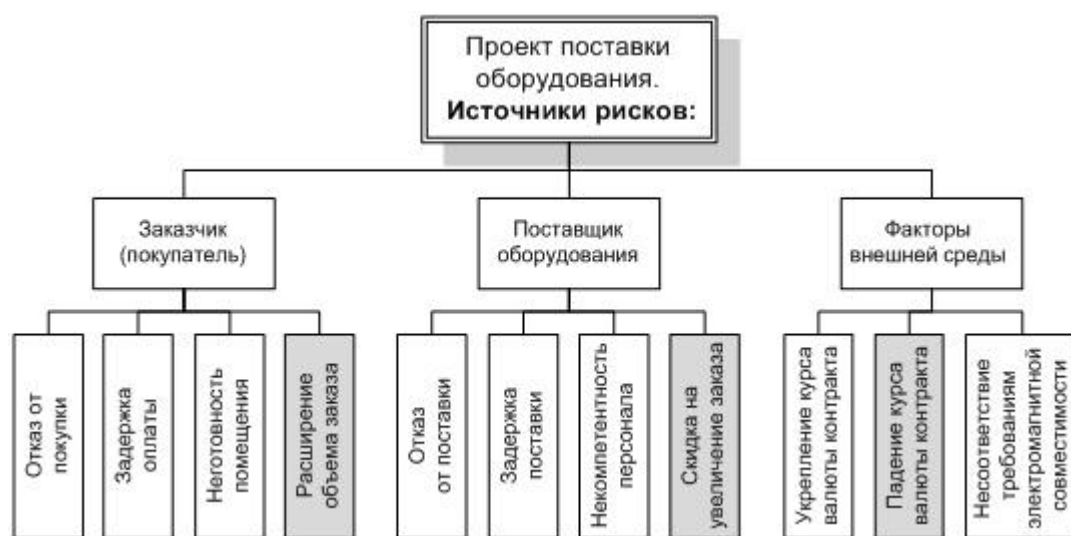 Проект поставки
оборудования.
Источники рисков:
Заказчик
(покупатель)
Поставщик
оборудования
Факторы
внешней среды
Отказ от
покупки
Задержка
оплаты
Неготовность
помещения
Расширение
объема заказа
Отказ
от поставки
Задержка
поставки
Некомпетентность
персонала
Скидка на
увеличение заказа
Укрепление курса
валюты контракта
Падение курса
валюты контракта
Несоответствие
требованиям
электромагнитной
совместимости